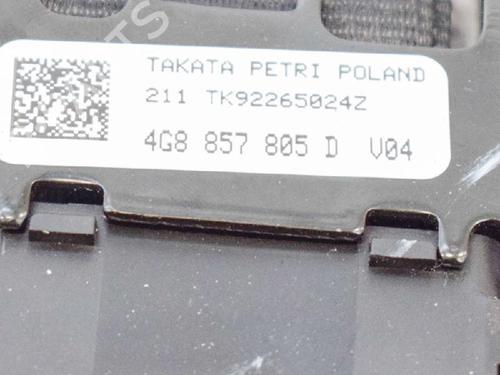 TAKATA PETRI POLAND
211 TK92265024Z
4G8 857 805 D V04